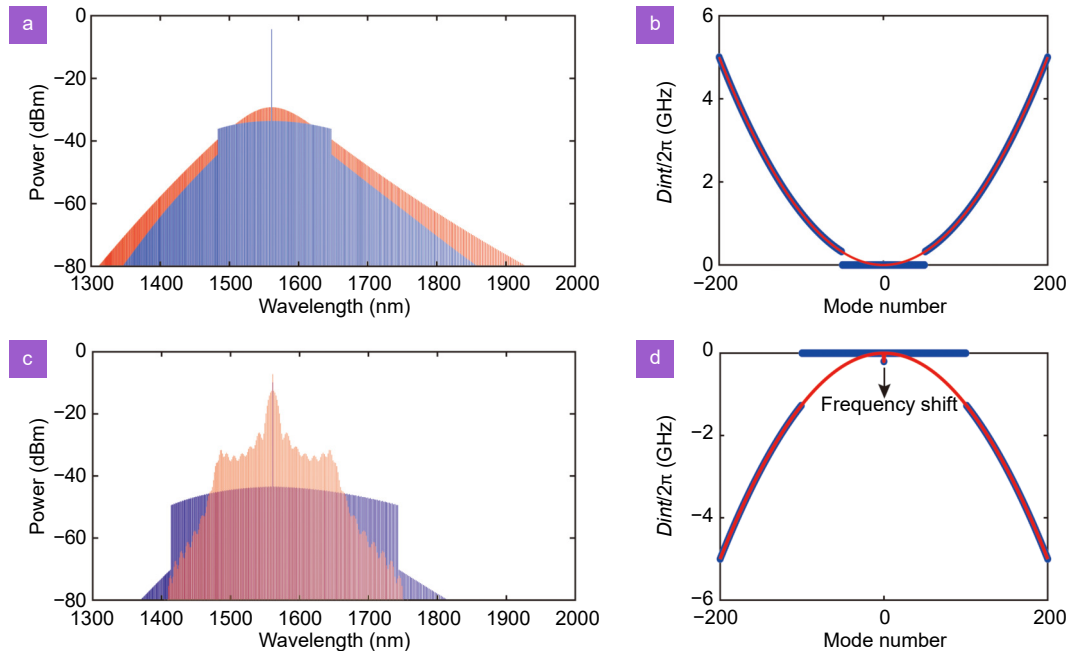 a
0
−20
−40
−60
−80
Power (dBm)
1300 1400 1500 1600 1700 1800 1900 2000
Wavelength (nm)
b
6
4
2
0
Dint/2π (GHz)
−200 0 200
Mode number
c
0
−20
−40
−60
−80
Power (dBm)
1300 1400 1500 1600 1700 1800 1900 2000
Wavelength (nm)
d
0
−2
−4
−6
Dint/2π (GHz)
Frequency shift
−200 0 200
Mode number